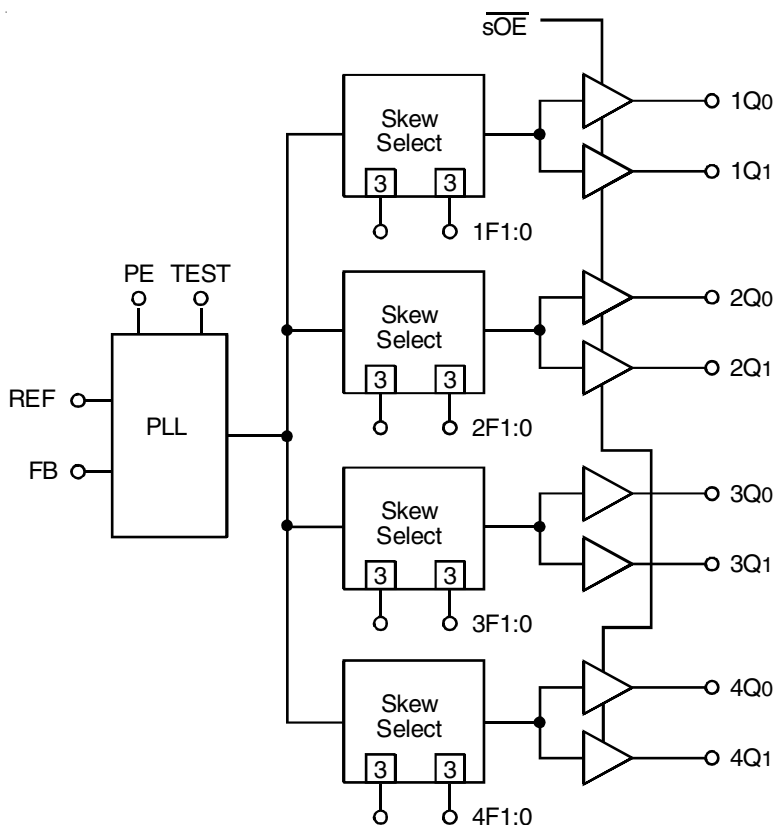 sOE
1Q0
Skew
Select
1Q1
3 3
1F1:0
PE TEST
2Q0
Skew
Select
2Q1
3 3
REF
PLL
2F1:0
FB
3Q0
Skew
Select
3Q1
3 3
3F1:0
4Q0
Skew
Select
4Q1
3 3
4F1:0